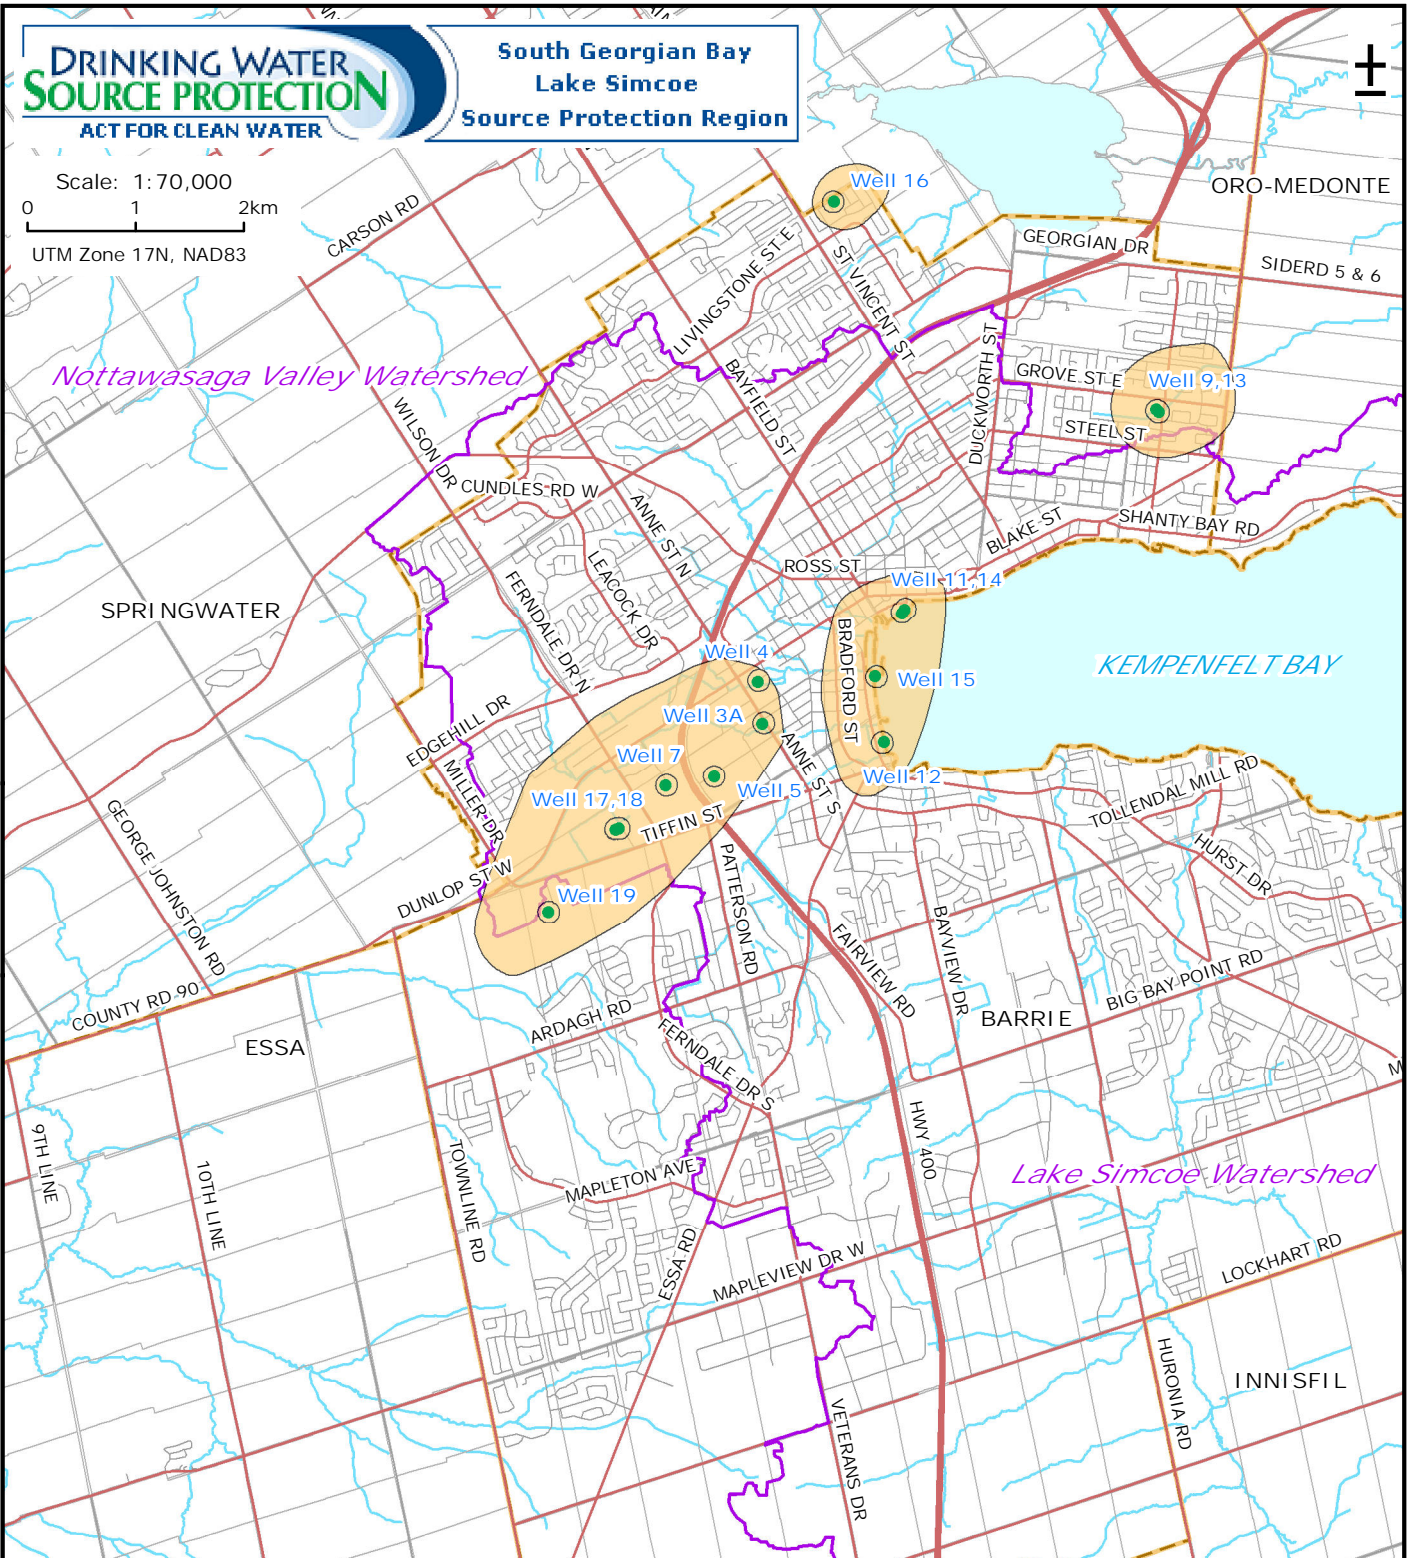 DRINKING WATER
SOURCE PROTECTION
ACT FOR CLEAN WATER
South Georgian Bay
Lake Simcoe
Source Protection Region
±
Scale: 1:70,000
0 1 2km
UTM Zone 17N, NAD83
CARSON RD
Well 16
ORO-MEDONTE
GEORGIAN DR
SIDERD 5 & 6
LIVINGSTONE ST E
ST VINCENT ST
Nottawasaga Valley Watershed
BAYFIELD ST
DUCKWORTH ST
GROVE ST E
Well 9,13
STEEL ST
WILSON DR
CUNDLES RD W
ANNE ST N
BLAKE ST
SHANTY BAY RD
ROSS ST
LEACOCK DR
FERNDALE DR N
Well 11,14
SPRINGWATER
BRADFORD ST
Well 4
Well 15
KEMPENFELT BAY
Well 3A
EDGEHILL DR
ANNE ST S
Well 7
Well 12
MILLER DR
Well 5
Well 17,18
TIFFIN ST
TOLLENDAL MILL RD
HURST DR
GEORGE JOHNSTON RD
DUNLOP ST W
PATTERSON RD
Well 19
FAIRVIEW RD
BAYVIEW DR
BIG BAY POINT RD
COUNTY RD 90
ARDAGH RD
BARRIE
ESSA
FERNDALE DR S
M
9TH LINE
10TH LINE
TOWNLINE RD
HWY 400
MAPLETON AVE
Lake Simcoe Watershed
ESSA RD
MAPLEVIEW DR W
LOCKHART RD
HURONIA RD
INNISFIL
VETERANS DR